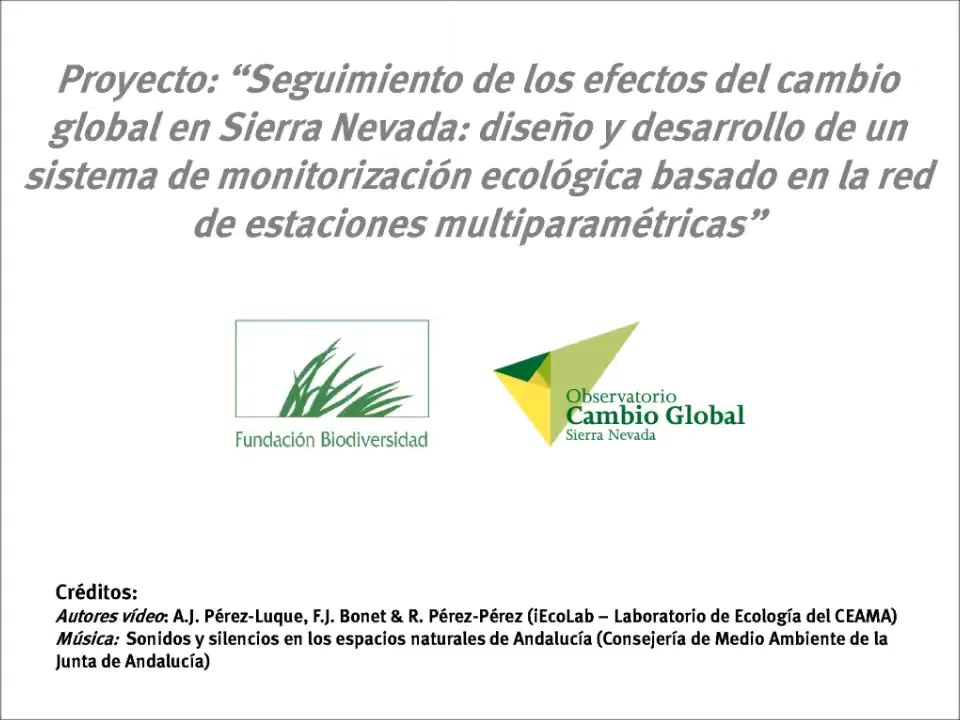 Proyecto: “Seguimiento de los efectos del cambio
global en Sierra Nevada: diseño y desarrollo de un
sistema de monitorización ecológica basado en la red
de estaciones multiparamétricas”
Fundación Biodiversidad
Observatorio
Cambio Global
Sierra Nevada
Créditos:
Autores vídeo: A.J. Pérez-Luque, F.J. Bonet & R. Pérez-Pérez (iEcoLab – Laboratorio de Ecología del CEAMA)
Música: Sonidos y silencios en los espacios naturales de Andalucía (Consejería de Medio Ambiente de la
Junta de Andalucía)